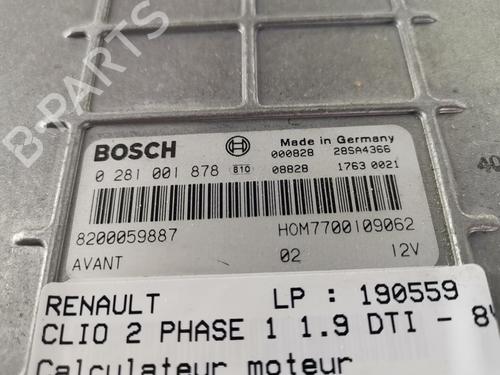 B-PARTS
BOSCH
Made in Germany
000828 28SA4366
0 281 001 878 810 08828 1763 0021
8200059887 HOM7700109062
AVANT 02 12V
RENAULT LP : 190559
CLIO 2 PHASE 1 1.9 DTI -
Calculateur moteur